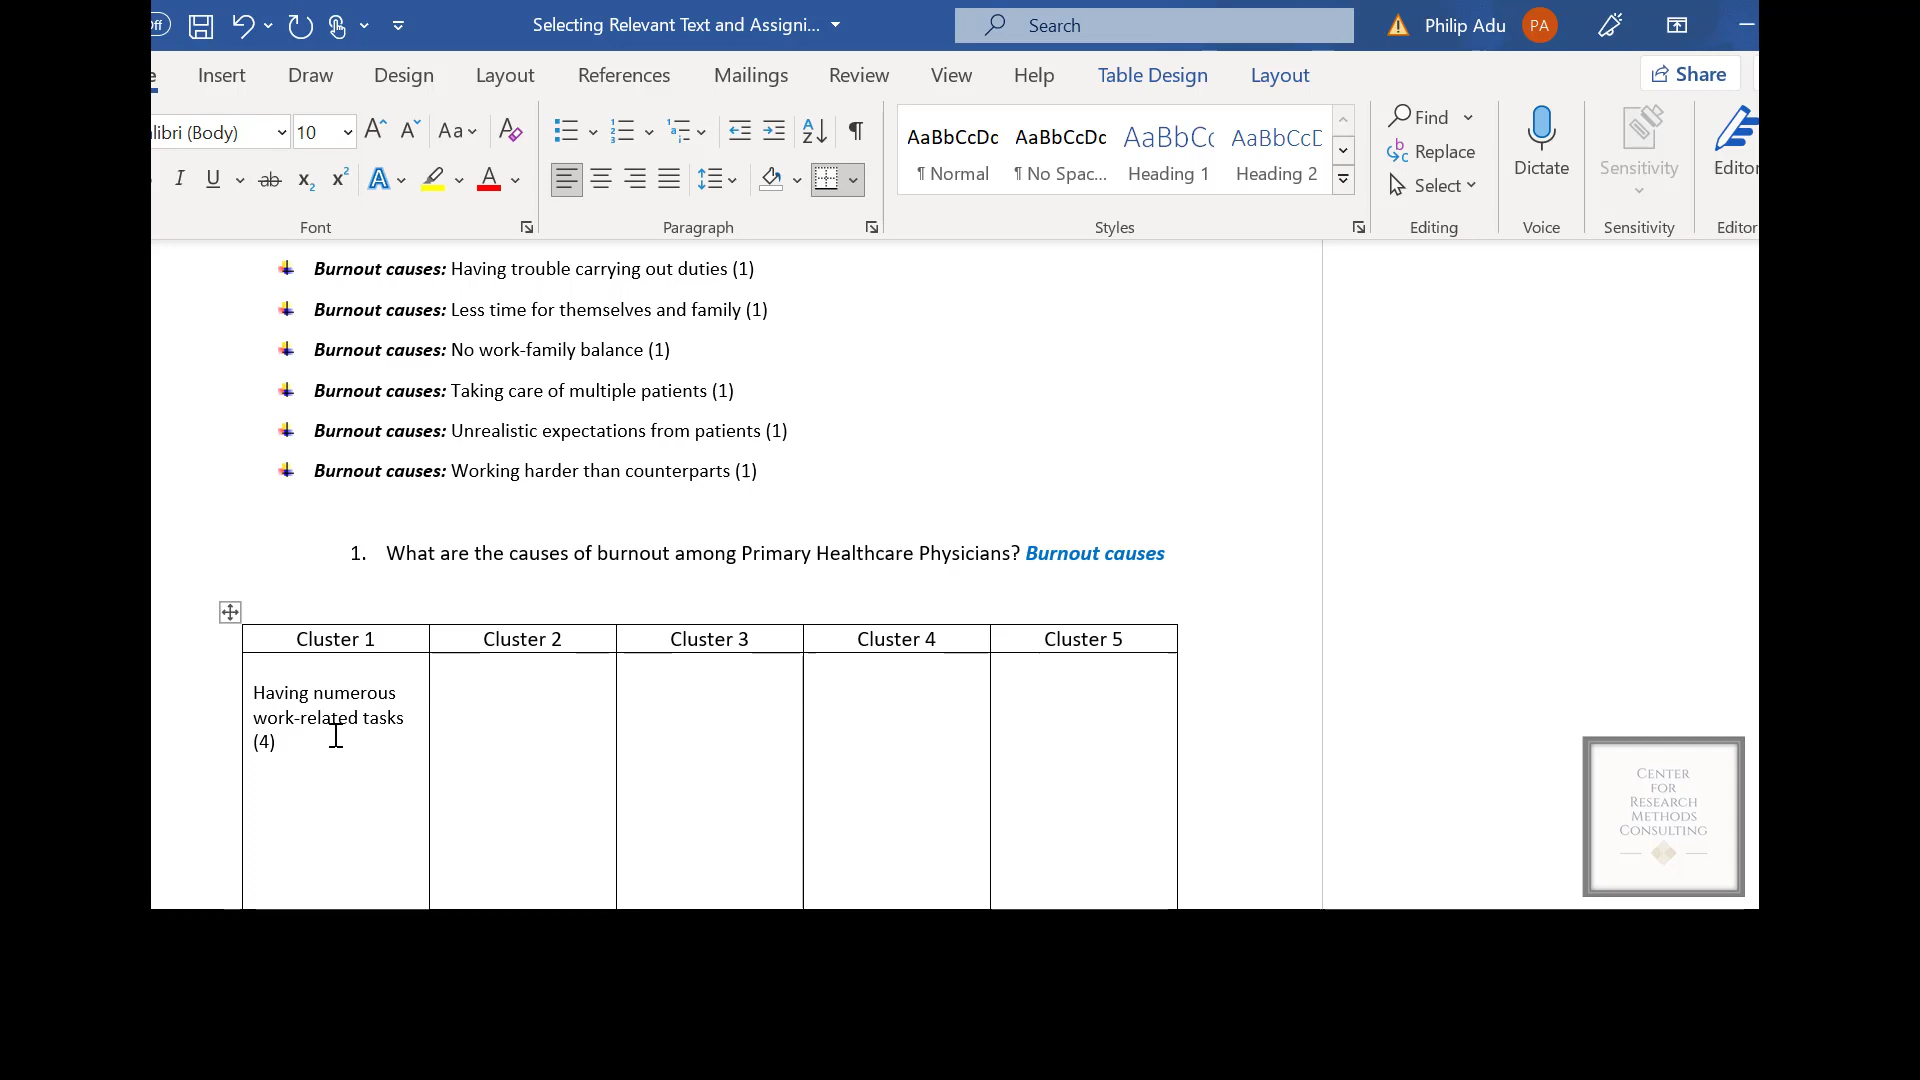 ff
Selecting Relevant Text and Assigni...
Search
Philip Adu
PA
e
Insert
Draw
Design
Layout
References
Mailings
Review
View
Help
Table Design
Layout
Share
libri (Body)
10
Aa
AaBbCcDc
AaBbCcDc
AaBbC
AaBbCcD
¶ Normal
¶ No Spac...
Heading 1
Heading 2
Find
Replace
Select
Dictate
Sensitivity
Editor
Font
Paragraph
Styles
Editing
Voice
Sensitivity
Editor
Burnout causes: Having trouble carrying out duties (1)
Burnout causes: Less time for themselves and family (1)
Burnout causes: No work-family balance (1)
Burnout causes: Taking care of multiple patients (1)
Burnout causes: Unrealistic expectations from patients (1)
Burnout causes: Working harder than counterparts (1)
1. What are the causes of burnout among Primary Healthcare Physicians? Burnout causes
Cluster 1
Cluster 2
Cluster 3
Cluster 4
Cluster 5
Having numerous
work-related tasks
(4)
CENTER
FOR
RESEARCH
METHODS
CONSULTING